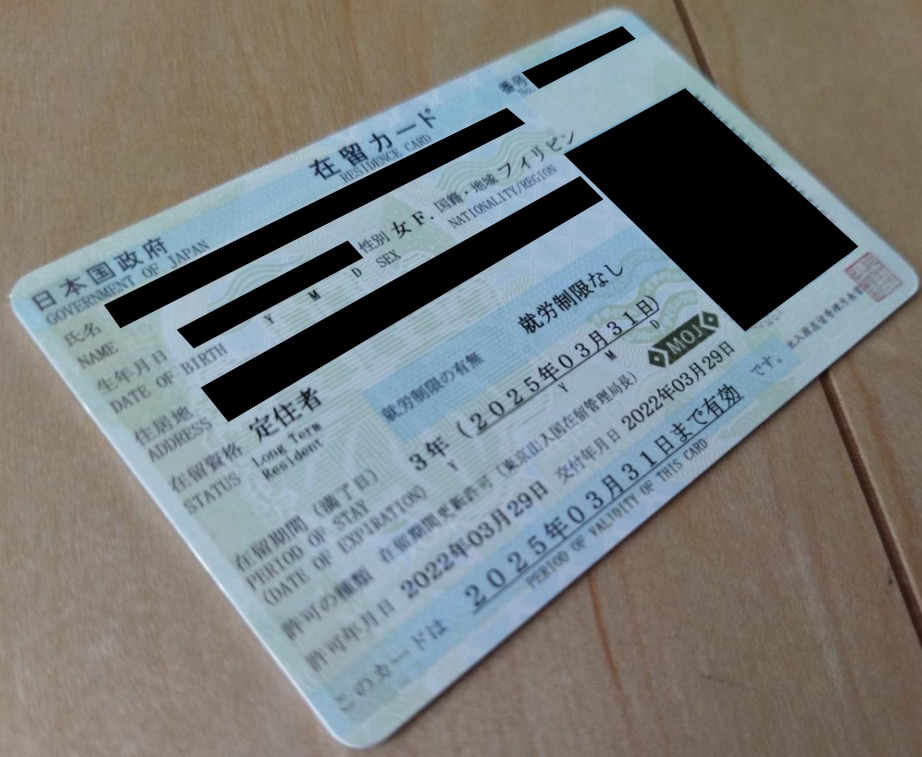 日本国政府
GOVERNMENT OF JAPAN
在留カード
RESIDENCE CARD
番号
No.
氏名
NAME
生年月日
DATE OF BIRTH
Y M D
性別 女 F.
SEX
国籍・地域 フィリピン
NATIONALITY/REGION
住居地
ADDRESS
在留資格 定住者
STATUS Long Term
Resident
就労制限の有無 就労制限なし
在留期間(満了日)
PERIOD OF STAY
(DATE OF EXPIRATION)
3年(2025年03月31日)
Y Y M D
MOJ
許可の種類 在留期間更新許可(東京出入国在留管理局長)
許可年月日 2022年03月29日 交付年月日 2022年03月29日
このカードは 2025年03月31日まで有効 です。
PERIOD OF VALIDITY OF THIS CARD